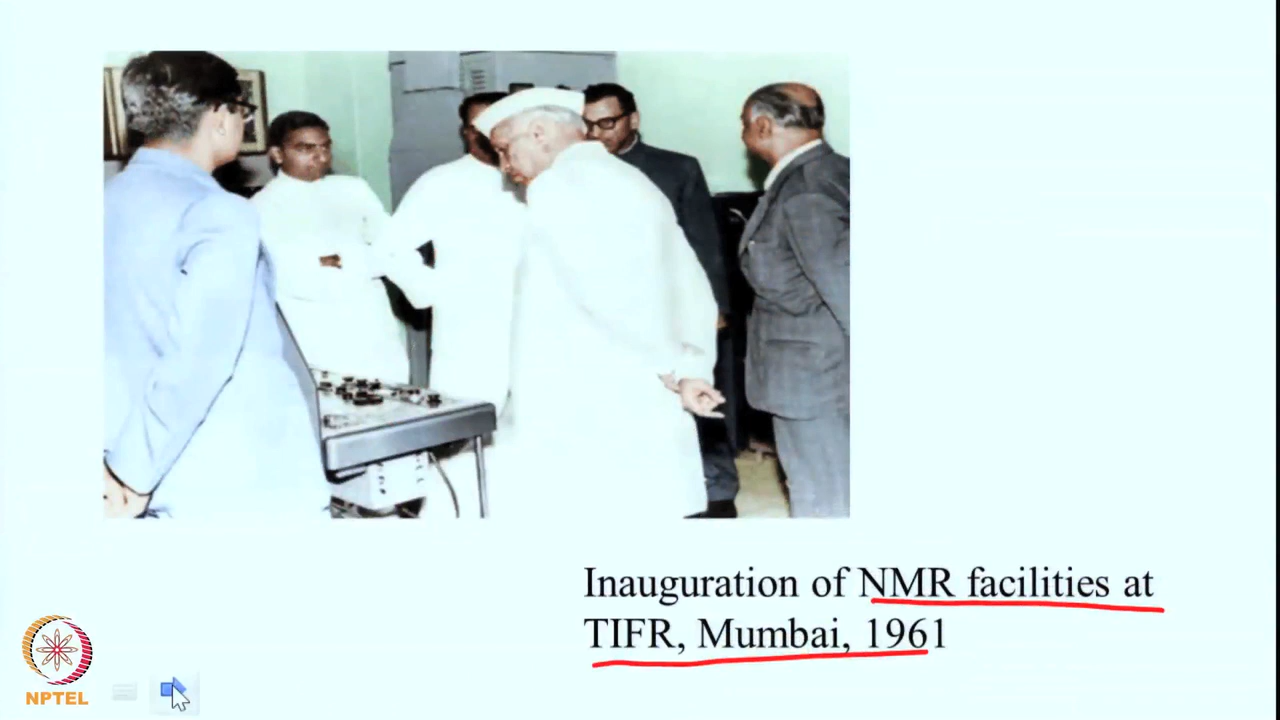 Inauguration of NMR facilities at
TIFR, Mumbai, 1961
NPTEL